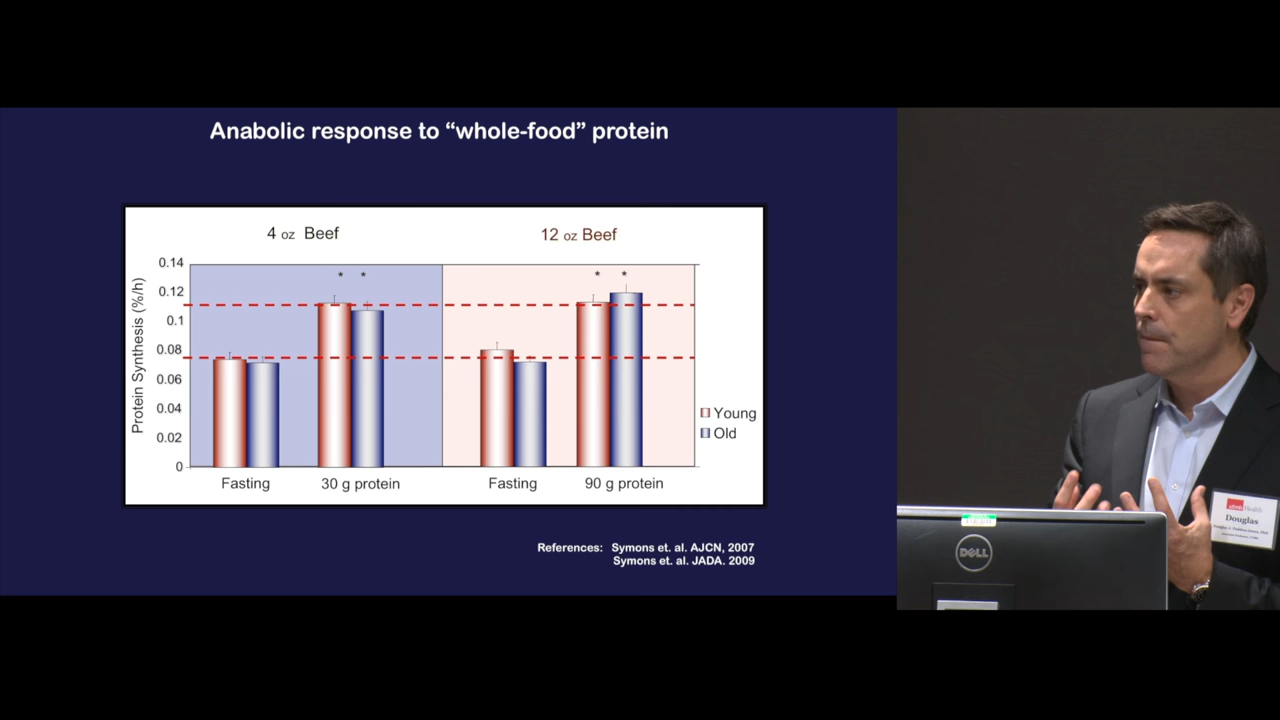 Anabolic response to “whole-food” protein
4 oz Beef
12 oz Beef
Protein Synthesis (%/h)
0.14
0.12
0.1
0.08
0.06
0.04
0.02
0
* *
* *
Young
Old
Fasting
30 g protein
Fasting
90 g protein
References: Symons et. al. AJCN, 2007
Symons et. al. JADA. 2009
utmb Health
Douglas
DELL